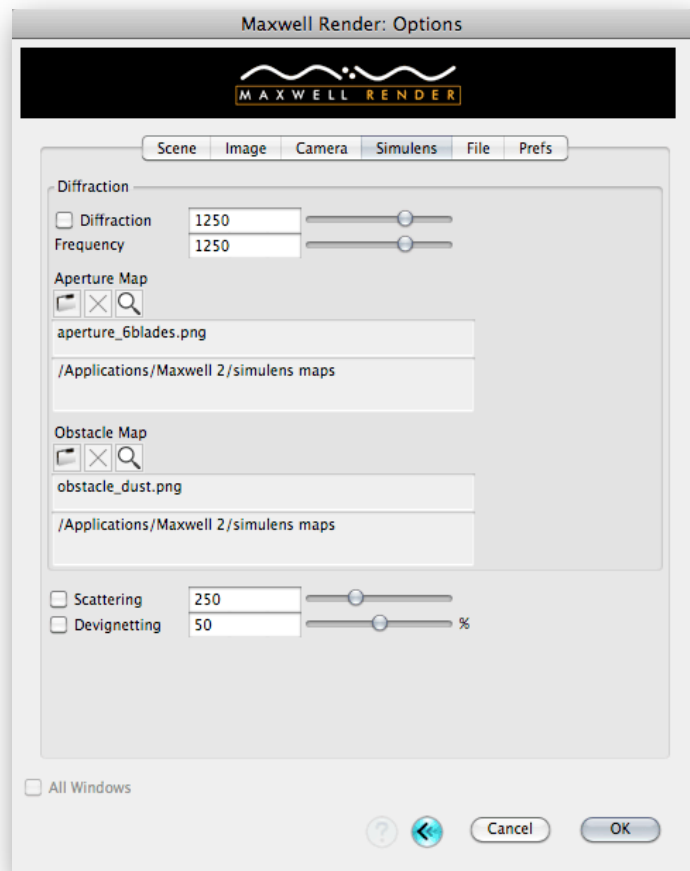 Maxwell Render: Options
MAXWELL RENDER
Scene Image Camera Simulens File Prefs
Diffraction
Diffraction 1250
Frequency 1250
Aperture Map
aperture_6blades.png
/Applications/Maxwell 2/simulens maps
Obstacle Map
obstacle_dust.png
/Applications/Maxwell 2/simulens maps
Scattering 250
Devignetting 50 %
All Windows
? Cancel OK